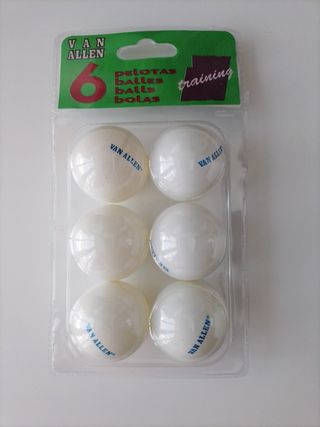 VAN
ALLEN
6
pelotas
balles
balls
bolas
training
VAN ALLEN
VAN ALLEN
VAN ALLEN
VAN ALLEN